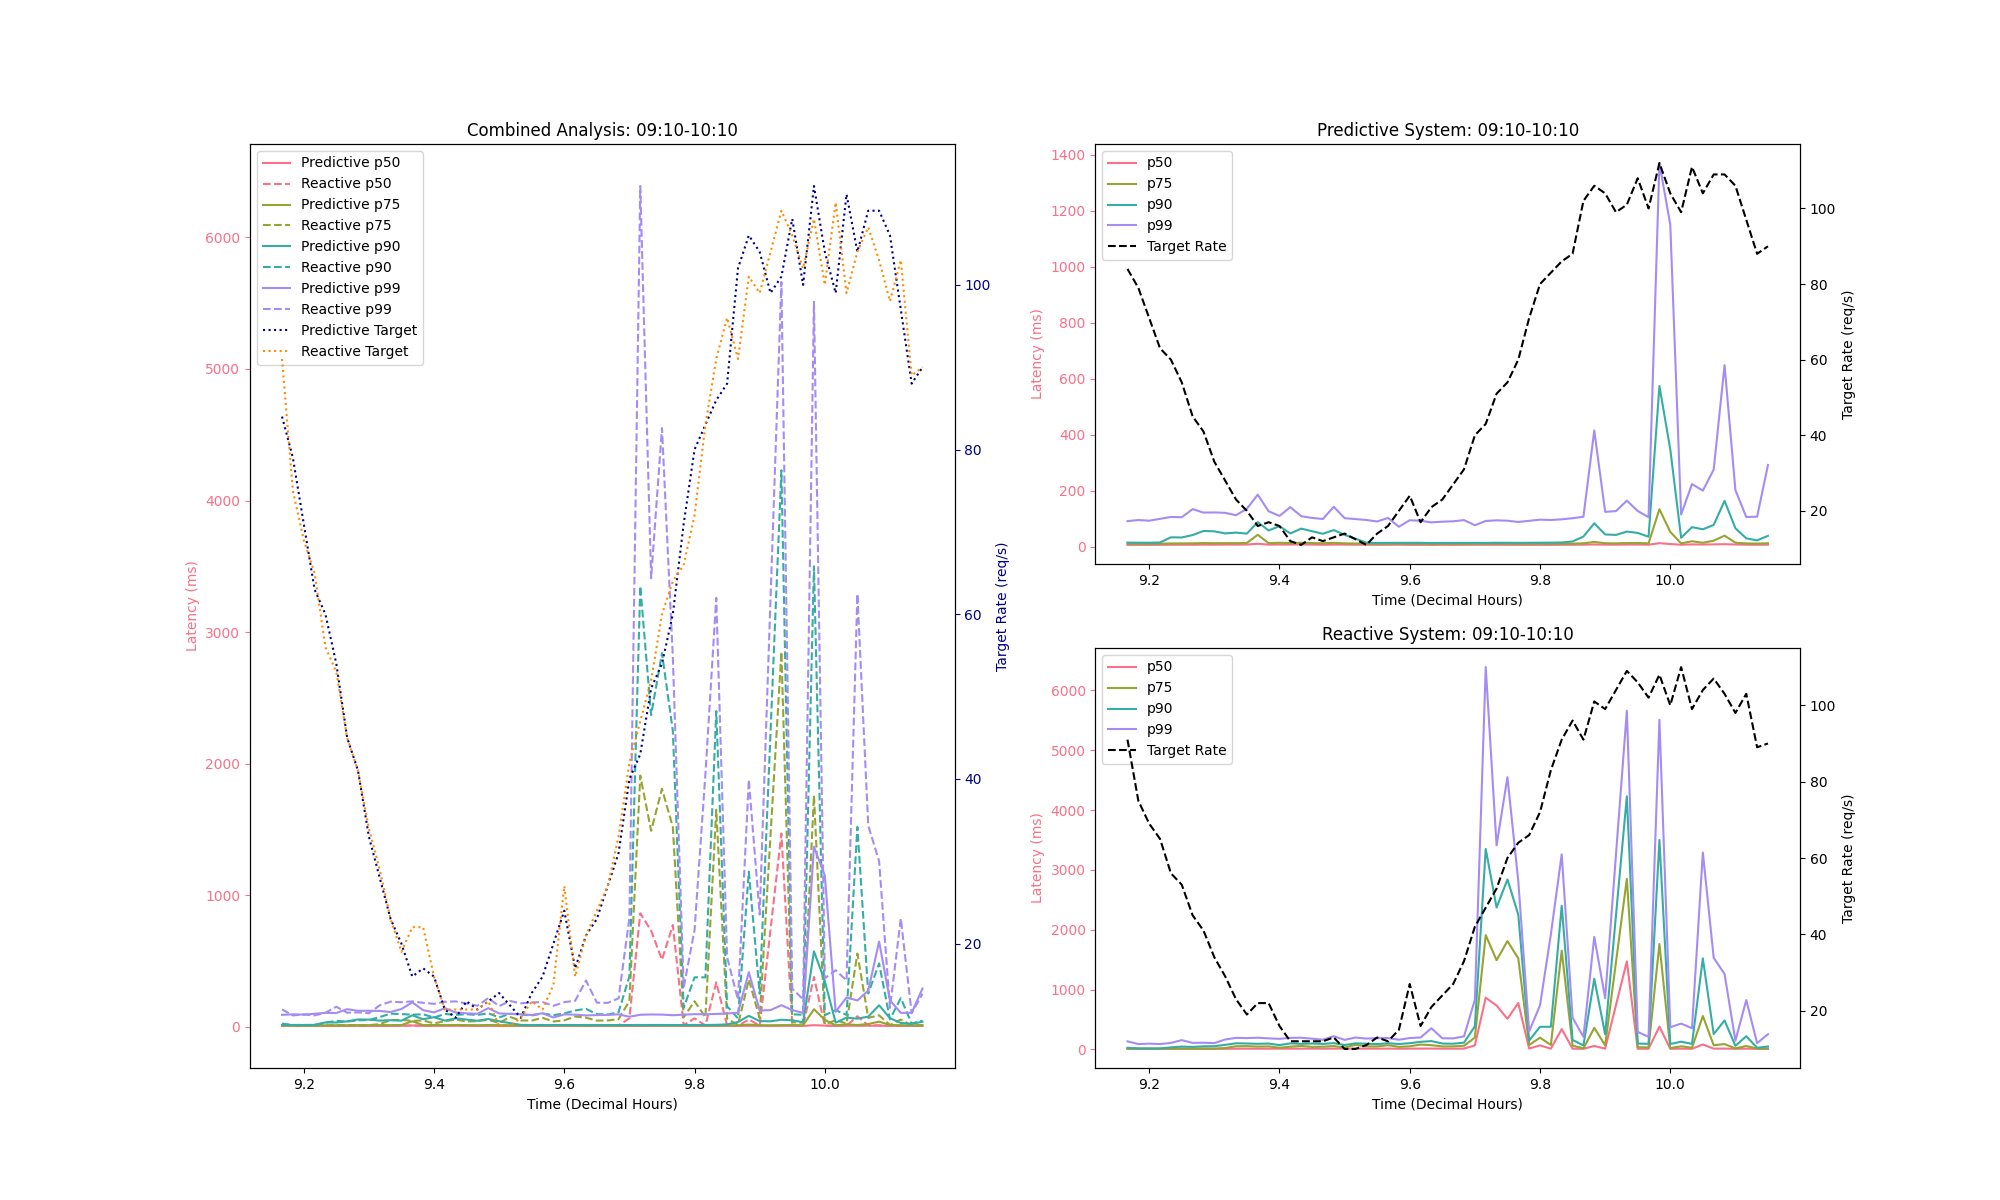 Combined Analysis: 09:10-10:10
Predictive p50
Reactive p50
Predictive p75
Reactive p75
Predictive p90
Reactive p90
Predictive p99
Reactive p99
Predictive Target
Reactive Target
6000
5000
4000
3000
2000
1000
0
Latency (ms)
100
80
60
40
20
Target Rate (req/s)
9.2 9.4 9.6 9.8 10.0
Time (Decimal Hours)
Predictive System: 09:10-10:10
p50
p75
p90
p99
Target Rate
1400
1200
1000
800
600
400
200
0
Latency (ms)
100
80
60
40
20
Target Rate (req/s)
9.2 9.4 9.6 9.8 10.0
Time (Decimal Hours)
Reactive System: 09:10-10:10
p50
p75
p90
p99
Target Rate
6000
5000
4000
3000
2000
1000
0
Latency (ms)
100
80
60
40
20
Target Rate (req/s)
9.2 9.4 9.6 9.8 10.0
Time (Decimal Hours)